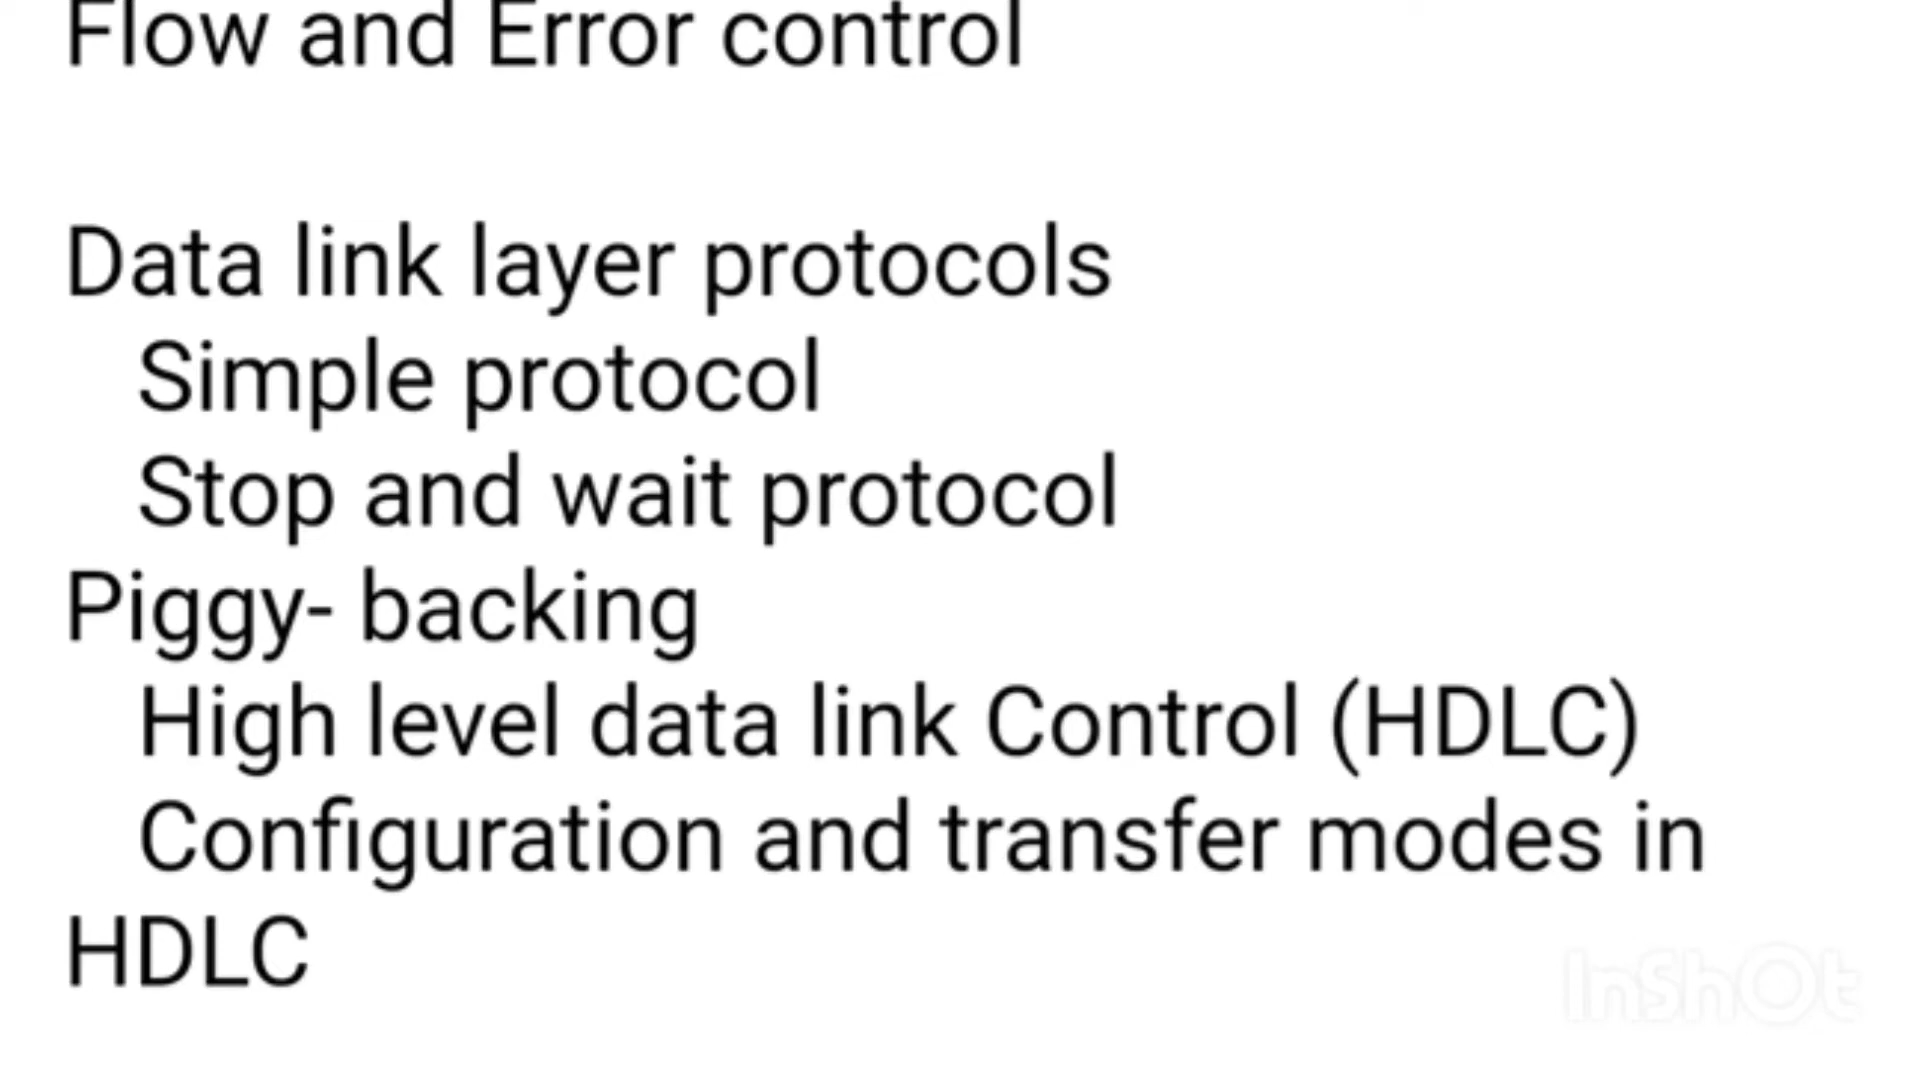 Flow and Error control
Data link layer protocols
Simple protocol
Stop and wait protocol
Piggy- backing
High level data link Control (HDLC)
Configuration and transfer modes in
HDLC
InShOt